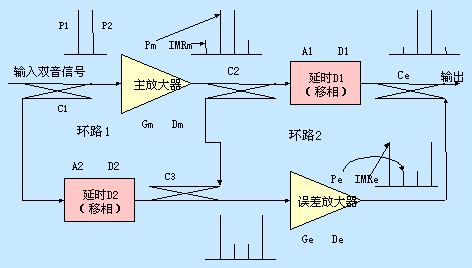 P1 P2
Pm IMRm
A1 D1
输入双音信号
主放大器
C2
延时D1
(移相)
Ce
输出
C1
Gm Dm
环路1
环路2
A2 D2
C3
延时D2
(移相)
Pe IMRe
误差放大器
Ge De